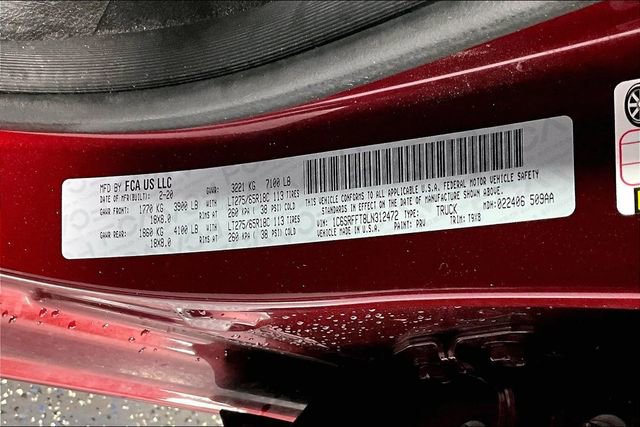 MFD BY FCA US LLC GVWR: 3221 KG 7100 LB
DATE OF MFR(BUILT): 2-20
GAWR FRONT: 1770 KG 3900 LB WITH LT275/65R18C 113 TIRES
18X8.0 RIMS AT 260 KPA ( 38 PSI) COLD
GAWR REAR: 1860 KG 4100 LB WITH LT275/65R18C 113 TIRES
18X8.0 RIMS AT 260 KPA ( 38 PSI) COLD
THIS VEHICLE CONFORMS TO ALL APPLICABLE U.S.A. FEDERAL MOTOR VEHICLE SAFETY
STANDARDS IN EFFECT ON THE DATE OF MANUFACTURE SHOWN ABOVE.
VIN: 1C6SRFFT8LN312472 TYPE: TRUCK MDH: 022406 509AA
VEHICLE MADE IN U.S.A. PAINT: PRV TRIM: T9V8